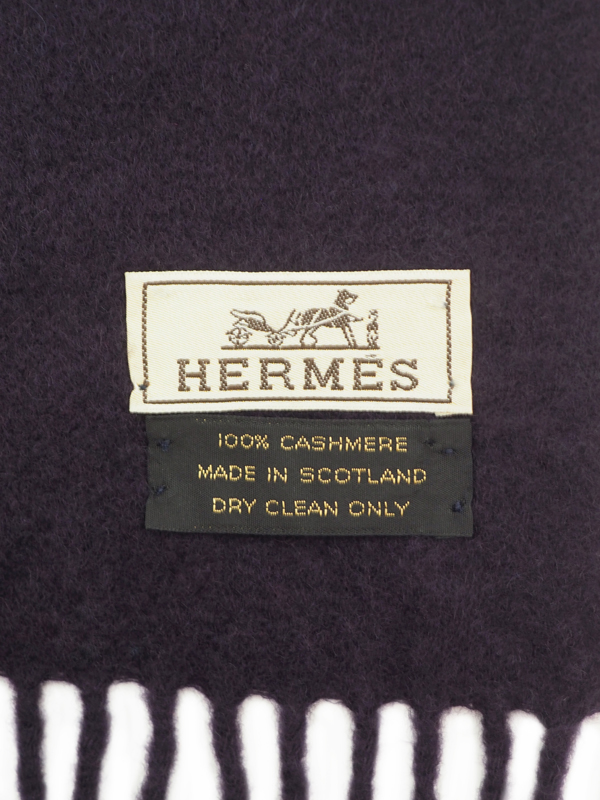 HERMÈS
100% CASHMERE
MADE IN SCOTLAND
DRY CLEAN ONLY